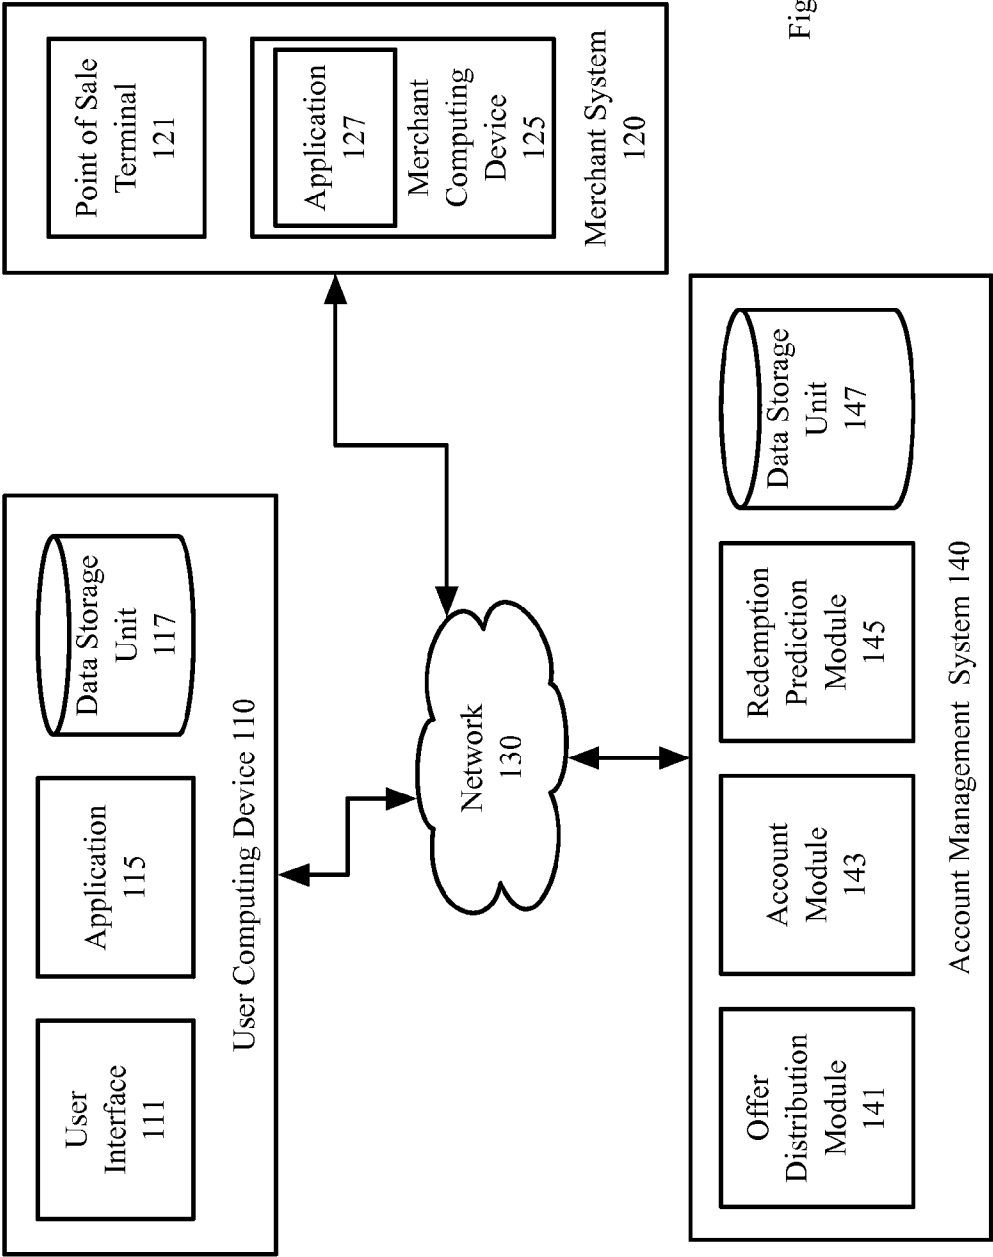 User
Interface
111
Application
115
Data Storage
Unit
117
User Computing Device 110
Point of Sale
Terminal
121
Application
127
Merchant
Computing
Device
125
Merchant System
120
Network
130
Offer
Distribution
Module
141
Account
Module
143
Redemption
Prediction
Module
145
Data Storage
Unit
147
Account Management System 140
Fig